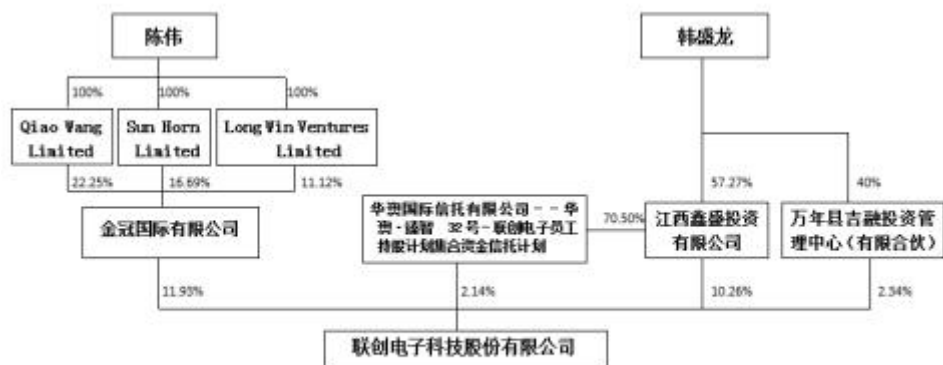 陈伟
韩盛龙
100%
100%
100%
Qiao Wang
Limited
Sun Horn
Limited
Long Win Ventures
Limited
22.25%
16.69%
11.12%
57.27%
40%
金冠国际有限公司
华澳国际信托有限公司--华
澳·臻智 32号-联创电子员工
持股计划集合资金信托计划
70.50%
江西鑫盛投资
有限公司
万年县吉融投资管
理中心(有限合伙)
11.93%
2.14%
10.26%
2.34%
联创电子科技股份有限公司